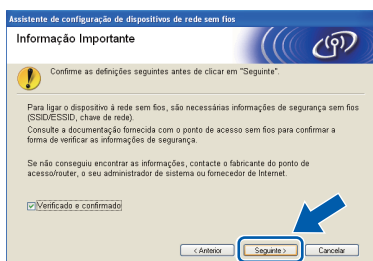 Assistente de configuração de dispositivos de rede sem fios
Informação Importante
Confirme as definições seguintes antes de clicar em "Seguinte".
Para ligar o dispositivo à rede sem fios, são necessárias informações de segurança sem fios
(SSID/ESSID, chave de rede).
Consulte a documentação fornecida com o ponto de acesso sem fios para confirmar a
forma de verificar as informações de segurança.
Se não conseguiu encontrar as informações, contacte o fabricante do ponto de
acesso/router, o seu administrador de sistema ou fornecedor de Internet.
Verificado e confirmado
< Anterior
Seguinte >
Cancelar